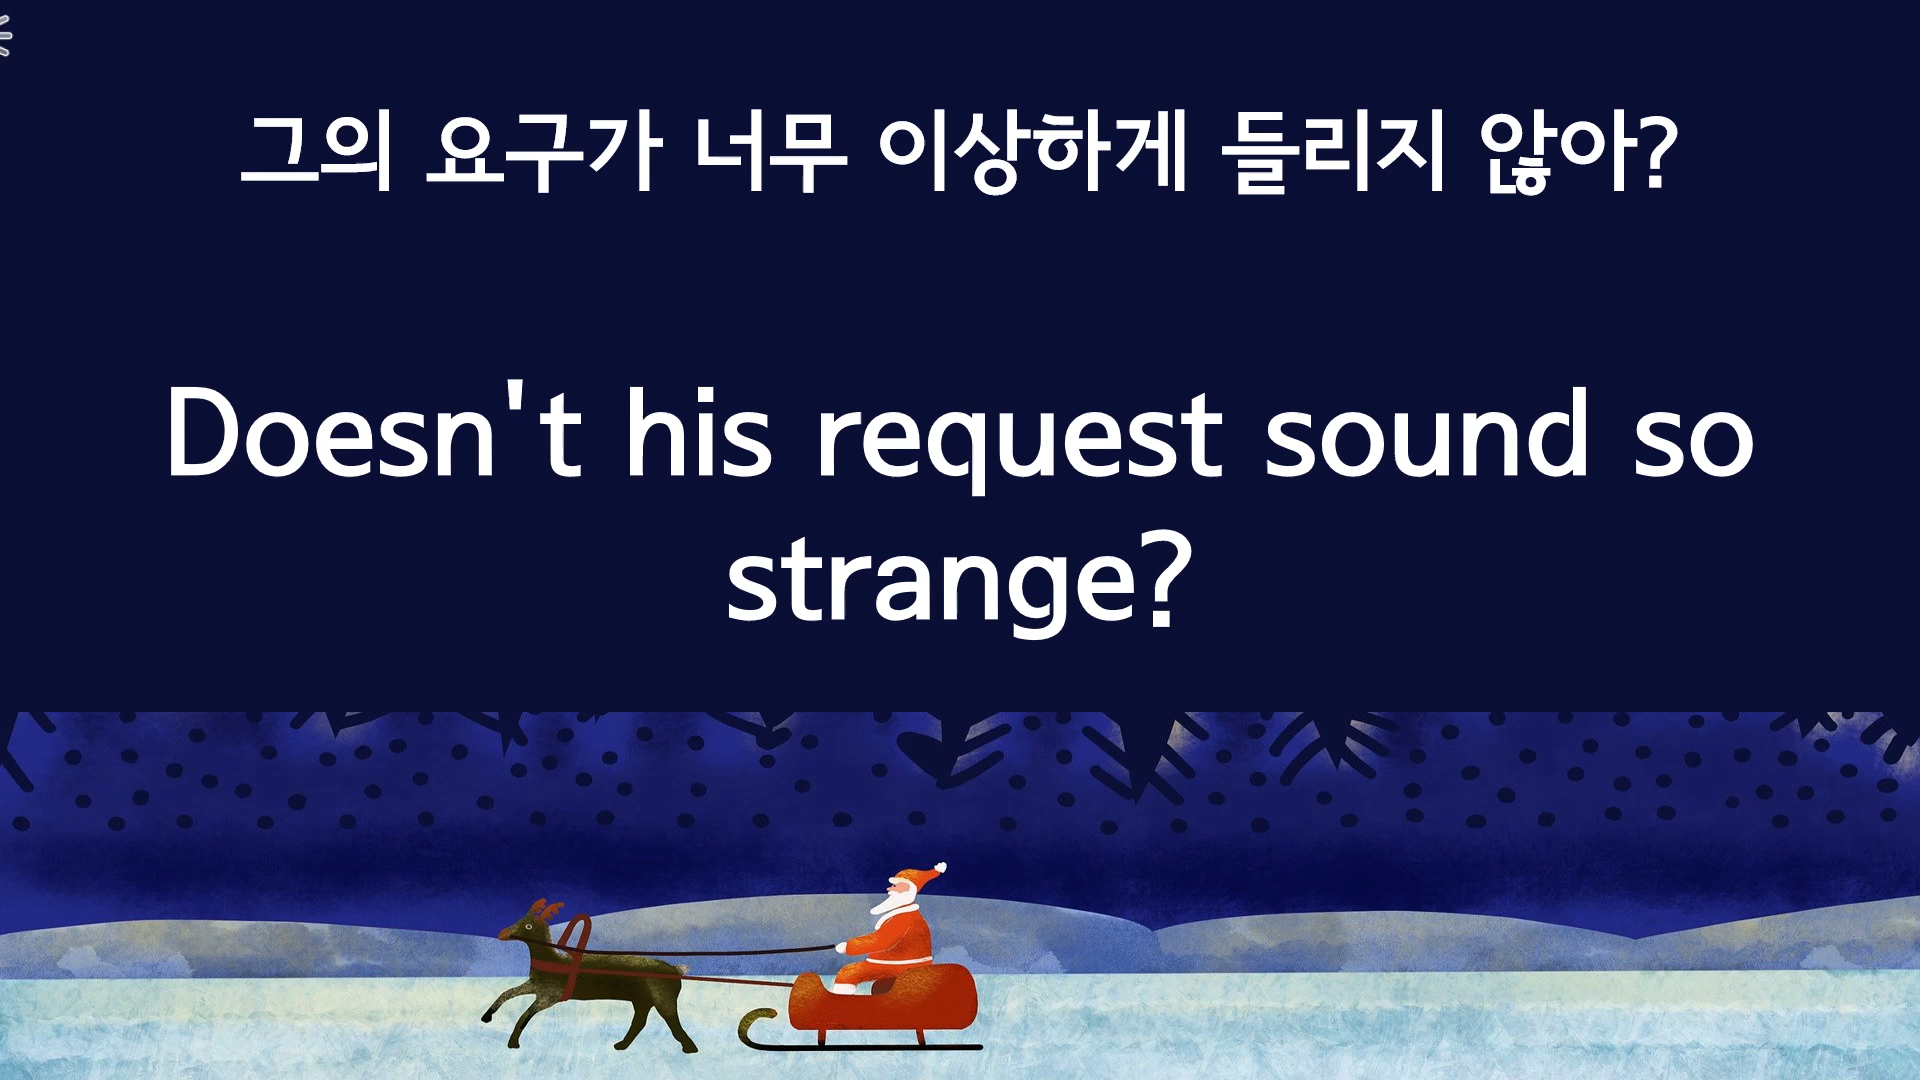 그의 요구가 너무 이상하게 들리지 않아?
Doesn't his request sound so
strange?